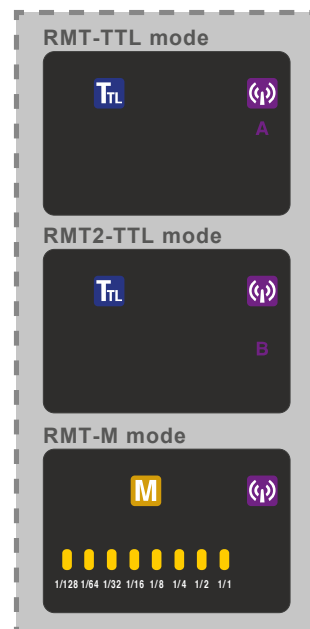 RMT-TTL mode
TTL
A
RMT2-TTL mode
TTL
B
RMT-M mode
M
1/128 1/64 1/32 1/16 1/8 1/4 1/2 1/1